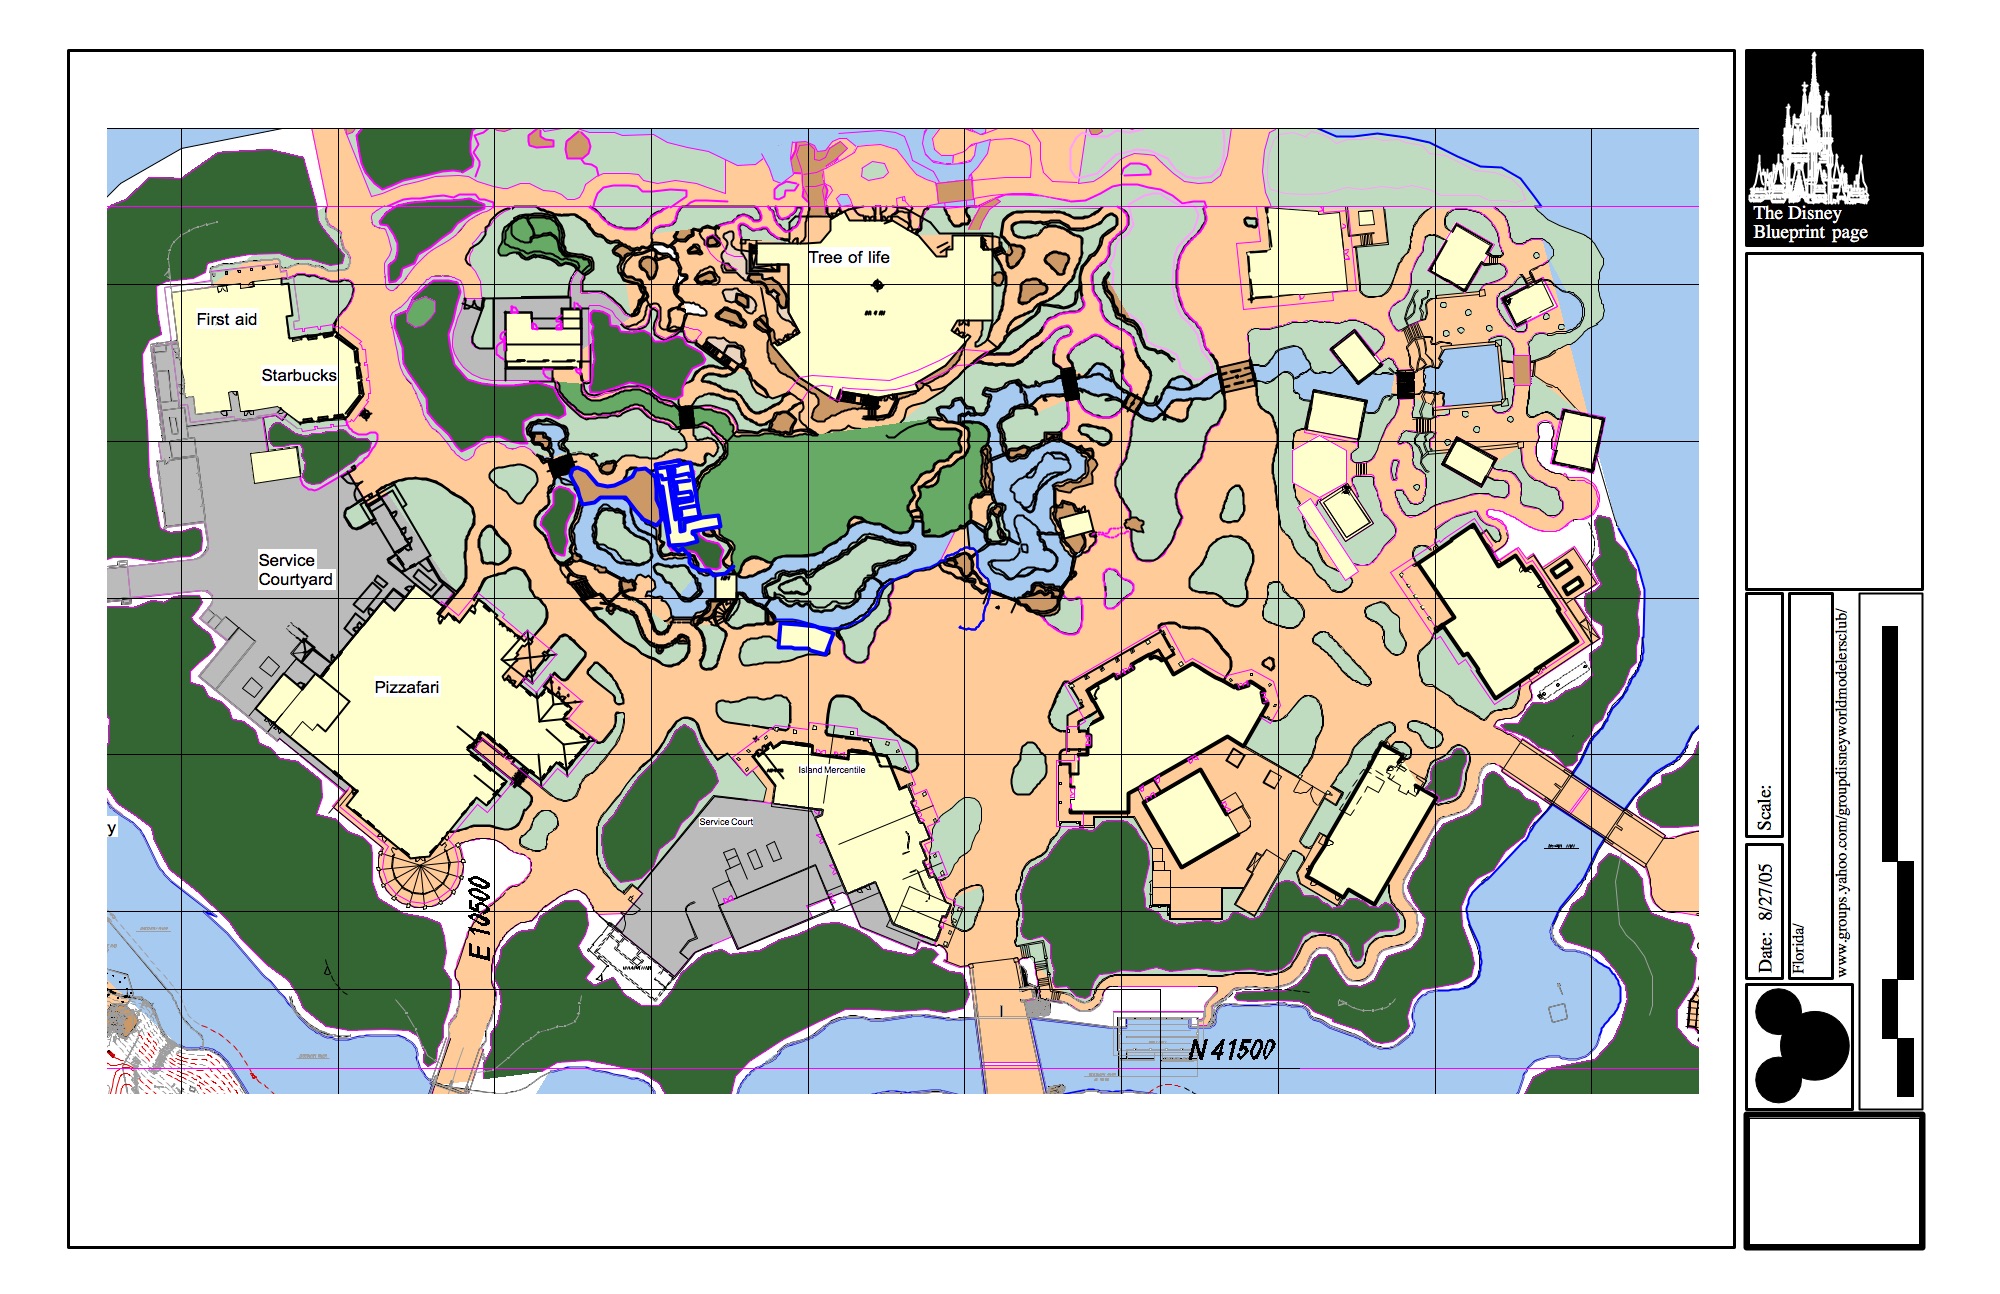 Tree of life
First aid
Starbucks
Service
Courtyard
Pizzafari
Island Mercentile
Service Court
y
E 10500
N 41500
The Disney
Blueprint page
Scale:
Date: 8/27/05
Florida/
www.groups.yahoo.com/groupdisneyworldmodelersclub/